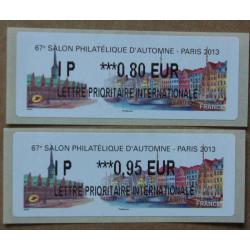 67e SALON PHILATÉLIQUE D'AUTOMNE - PARIS 2013
IP ***0,80 EUR
LETTRE PRIORITAIRE INTERNATIONALE
FRANCE
67e SALON PHILATÉLIQUE D'AUTOMNE - PARIS 2013
IP ***0,95 EUR
LETTRE PRIORITAIRE INTERNATIONALE
FRANCE